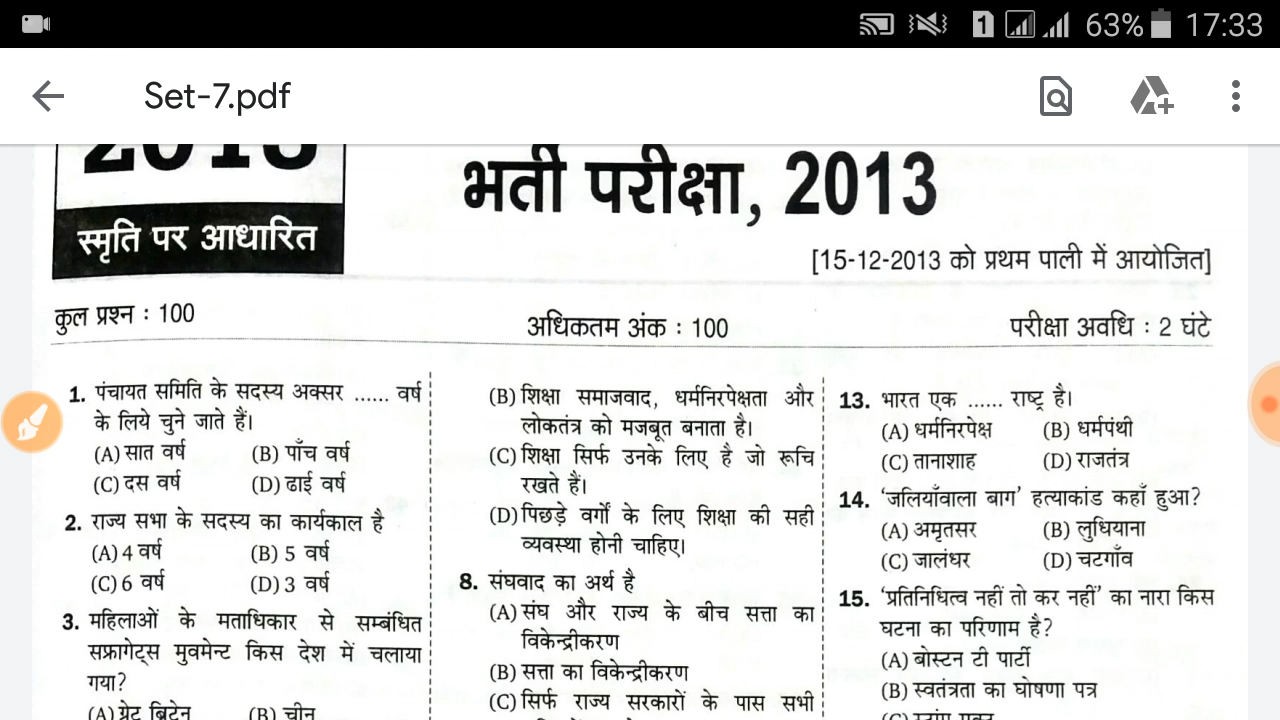 1 63% 17:33
Set-7.pdf
2013
भर्ती परीक्षा, 2013
स्मृति पर आधारित
[15-12-2013 को प्रथम पाली में आयोजित]
कुल प्रश्न : 100
अधिकतम अंक : 100
परीक्षा अवधि : 2 घंटे
1. पंचायत समिति के सदस्य अक्सर ...... वर्ष
के लिये चुने जाते हैं।
(A) सात वर्ष (B) पाँच वर्ष
(C) दस वर्ष (D) ढाई वर्ष
2. राज्य सभा के सदस्य का कार्यकाल है
(A) 4 वर्ष (B) 5 वर्ष
(C) 6 वर्ष (D) 3 वर्ष
3. महिलाओं के मताधिकार से सम्बंधित
सफ्रागेट्स मुवमेन्ट किस देश में चलाया
गया?
(A) ग्रेट ब्रिटेन (B) चीन
(B) शिक्षा समाजवाद, धर्मनिरपेक्षता और
लोकतंत्र को मजबूत बनाता है।
(C) शिक्षा सिर्फ उनके लिए है जो रूचि
रखते हैं।
(D) पिछड़े वर्गों के लिए शिक्षा की सही
व्यवस्था होनी चाहिए।
8. संघवाद का अर्थ है
(A) संघ और राज्य के बीच सत्ता का
विकेन्द्रीकरण
(B) सत्ता का विकेन्द्रीकरण
(C) सिर्फ राज्य सरकारों के पास सभी
13. भारत एक ...... राष्ट्र है।
(A) धर्मनिरपेक्ष (B) धर्मपंथी
(C) तानाशाह (D) राजतंत्र
14. 'जलियाँवाला बाग' हत्याकांड कहाँ हुआ?
(A) अमृतसर (B) लुधियाना
(C) जालंधर (D) चटगाँव
15. 'प्रतिनिधित्व नहीं तो कर नहीं' का नारा किस
घटना का परिणाम है?
(A) बोस्टन टी पार्टी
(B) स्वतंत्रता का घोषणा पत्र